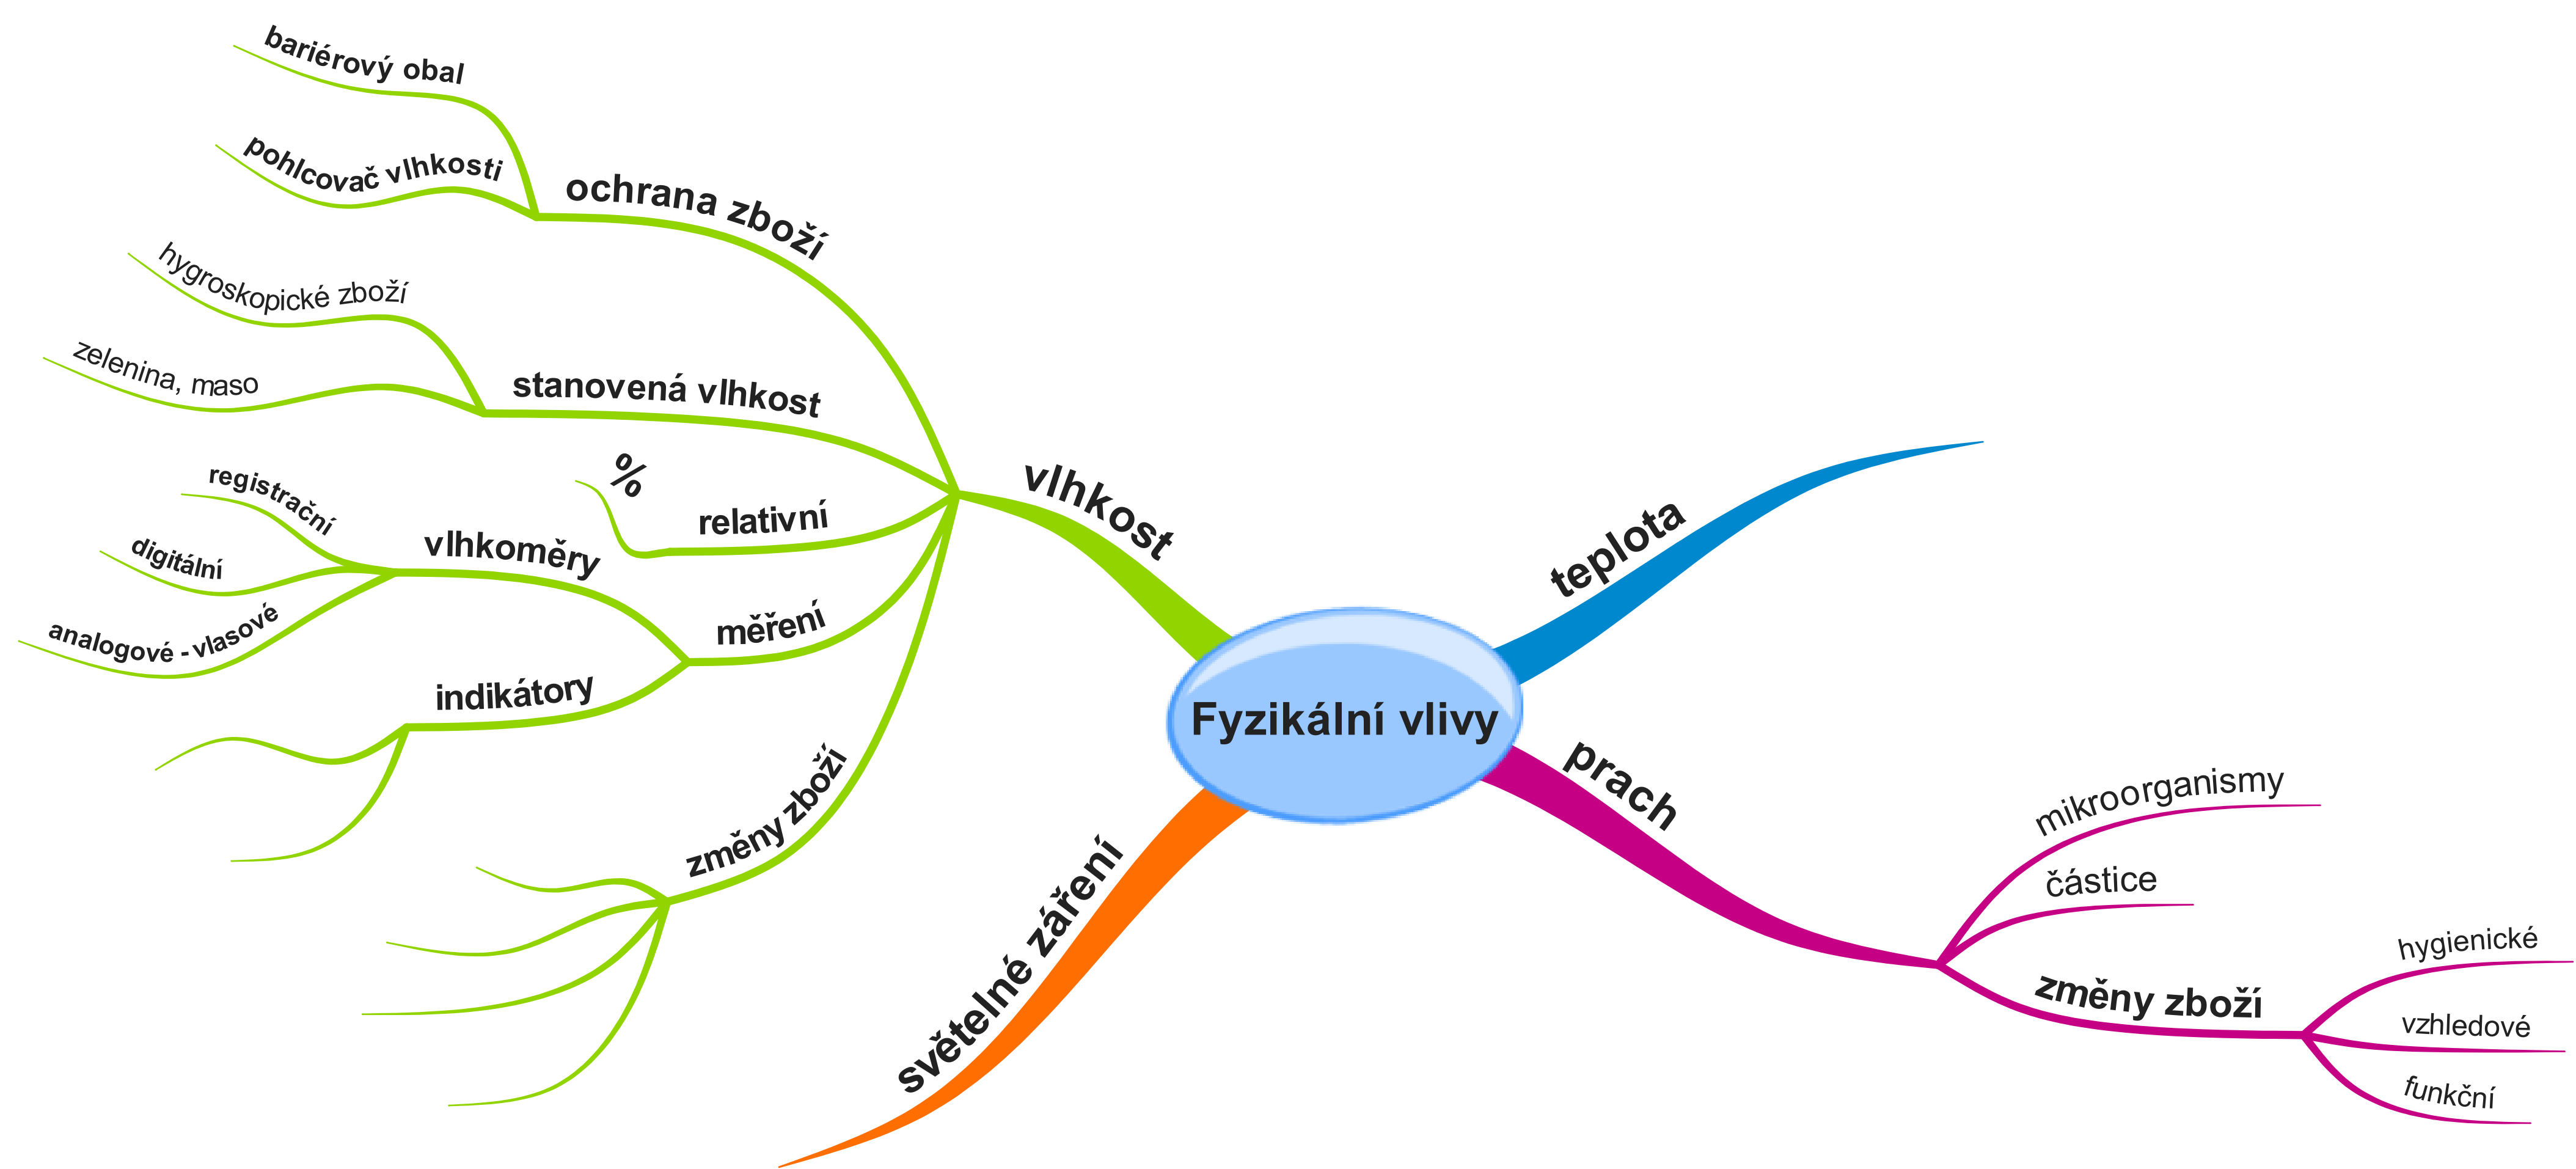 Fyzikální vlivy
teplota
prach
mikroorganismy
částice
změny zboží
hygienické
vzhledové
funkční
světelné záření
vlhkost
ochrana zboží
bariérový obal
pohlcovač vlhkosti
stanovená vlhkost
hygroskopické zboží
zelenina, maso
relativní
%
měření
vlhkoměry
registrační
digitální
analogové - vlasové
indikátory
změny zboží